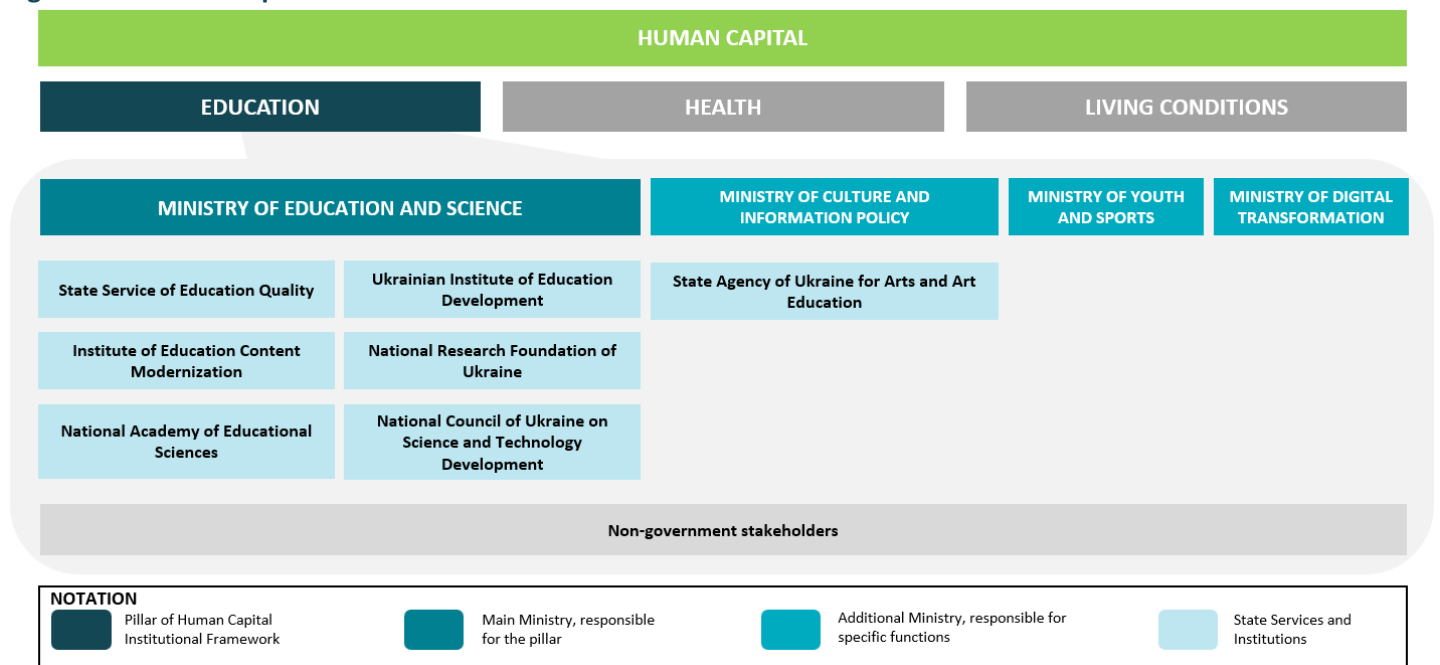 HUMAN CAPITAL
EDUCATION
HEALTH
LIVING CONDITIONS
MINISTRY OF EDUCATION AND SCIENCE
MINISTRY OF CULTURE AND
INFORMATION POLICY
MINISTRY OF YOUTH
AND SPORTS
MINISTRY OF DIGITAL
TRANSFORMATION
State Service of Education Quality
Ukrainian Institute of Education
Development
State Agency of Ukraine for Arts and Art
Education
Institute of Education Content
Modernization
National Research Foundation of
Ukraine
National Academy of Educational
Sciences
National Council of Ukraine on
Science and Technology
Development
Non-government stakeholders
NOTATION
Pillar of Human Capital
Institutional Framework
Main Ministry, responsible
for the pillar
Additional Ministry, responsible for
specific functions
State Services and
Institutions